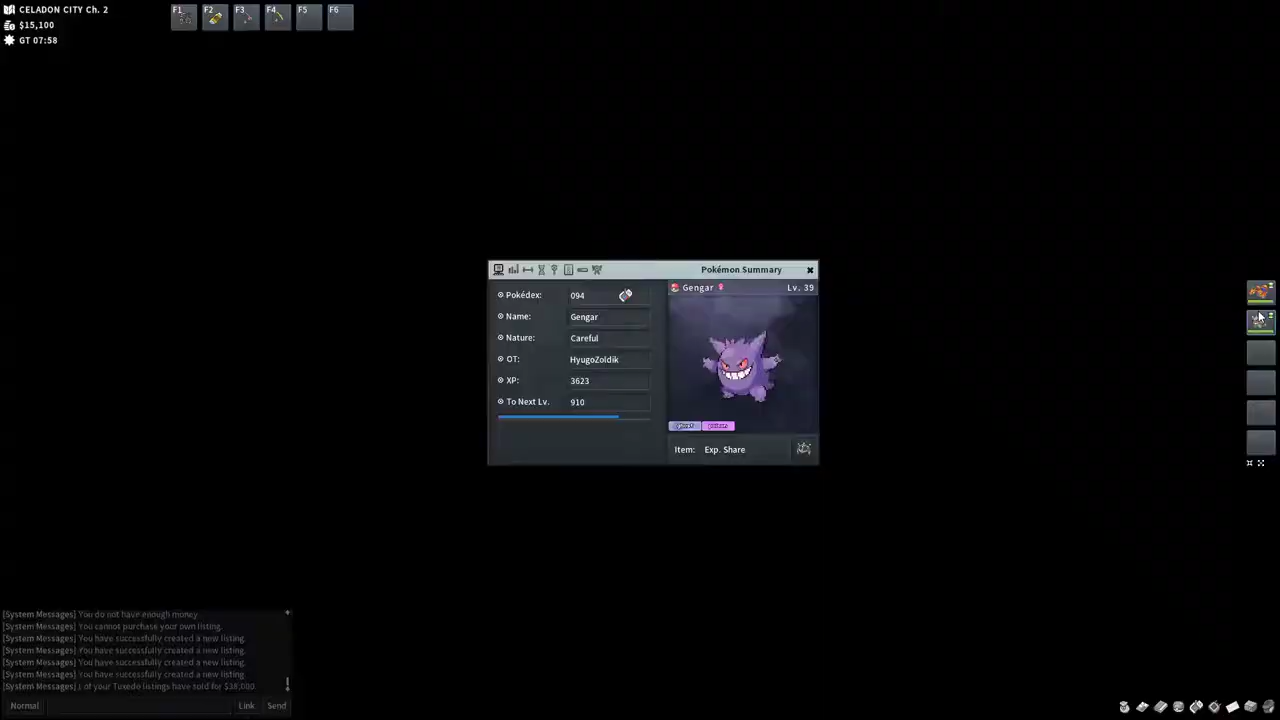 CELADON CITY Ch. 2
$15,100
GT 07:58
F1 F2 F3 F4 F5 F6
Pokémon Summary
Pokédex: 094
Name: Gengar
Nature: Careful
OT: HyugoZoldik
XP: 3623
To Next Lv. 910
Gengar Lv. 39
GHOST POISON
Item: Exp. Share
[System Messages] You do not have enough money
[System Messages] You cannot purchase your own listing.
[System Messages] You have successfully created a new listing.
[System Messages] You have successfully created a new listing.
[System Messages] You have successfully created a new listing.
[System Messages] You have successfully created a new listing.
[System Messages] 1 of your Tuxedo listings have sold for $38,000.
Normal Link Send